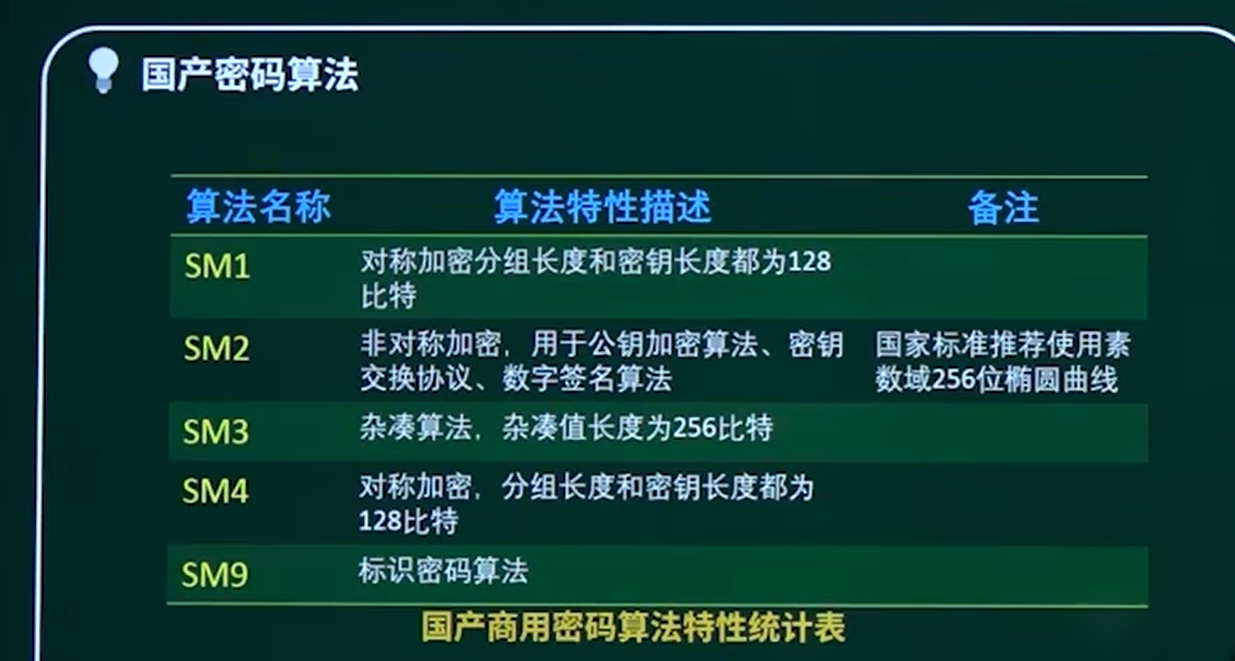 国产密码算法
算法名称 算法特性描述 备注
SM1 对称加密分组长度和密钥长度都为128
比特
SM2 非对称加密，用于公钥加密算法、密钥 国家标准推荐使用素
交换协议、数字签名算法 数域256位椭圆曲线
SM3 杂凑算法，杂凑值长度为256比特
SM4 对称加密，分组长度和密钥长度都为
128比特
SM9 标识密码算法
国产商用密码算法特性统计表